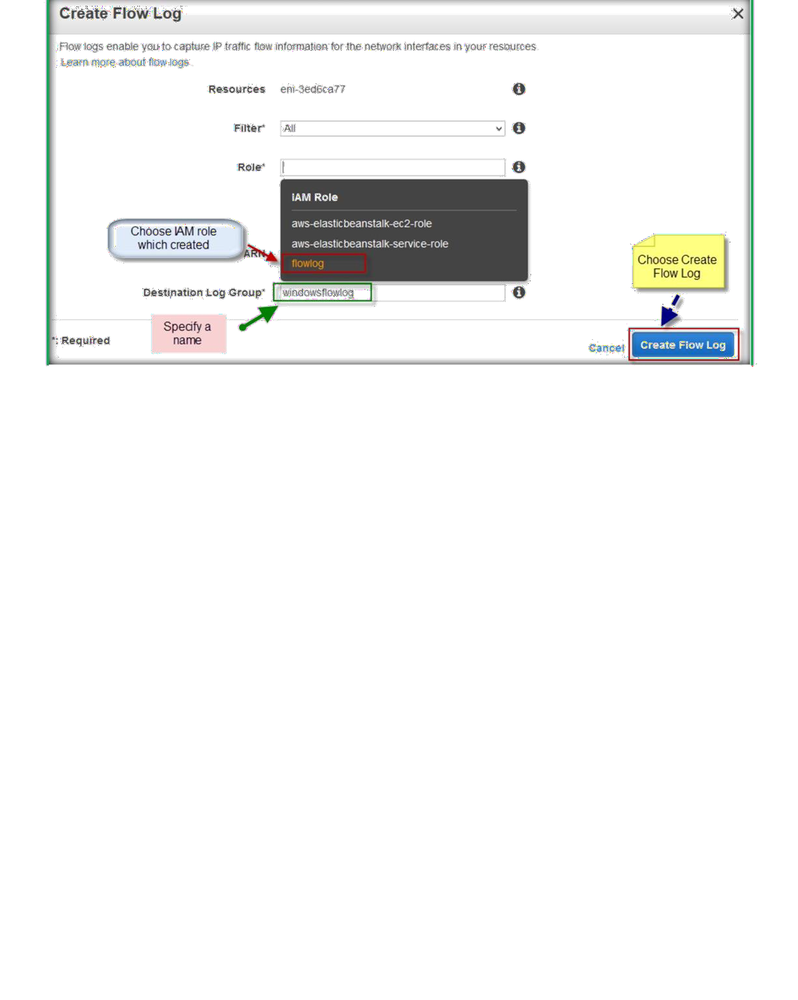 Create Flow Log
Flow logs enable you to capture IP traffic flow information for the network interfaces in your resources.
Learn more about flow logs.
Resources eni-3ed6ca77
Filter* All
Role*
IAM Role
aws-elasticbeanstalk-ec2-role
aws-elasticbeanstalk-service-role
flowlog
Choose IAM role
which created
ARN
Destination Log Group* windowsflowlog
Specify a
name
Choose Create
Flow Log
*: Required
Cancel Create Flow Log